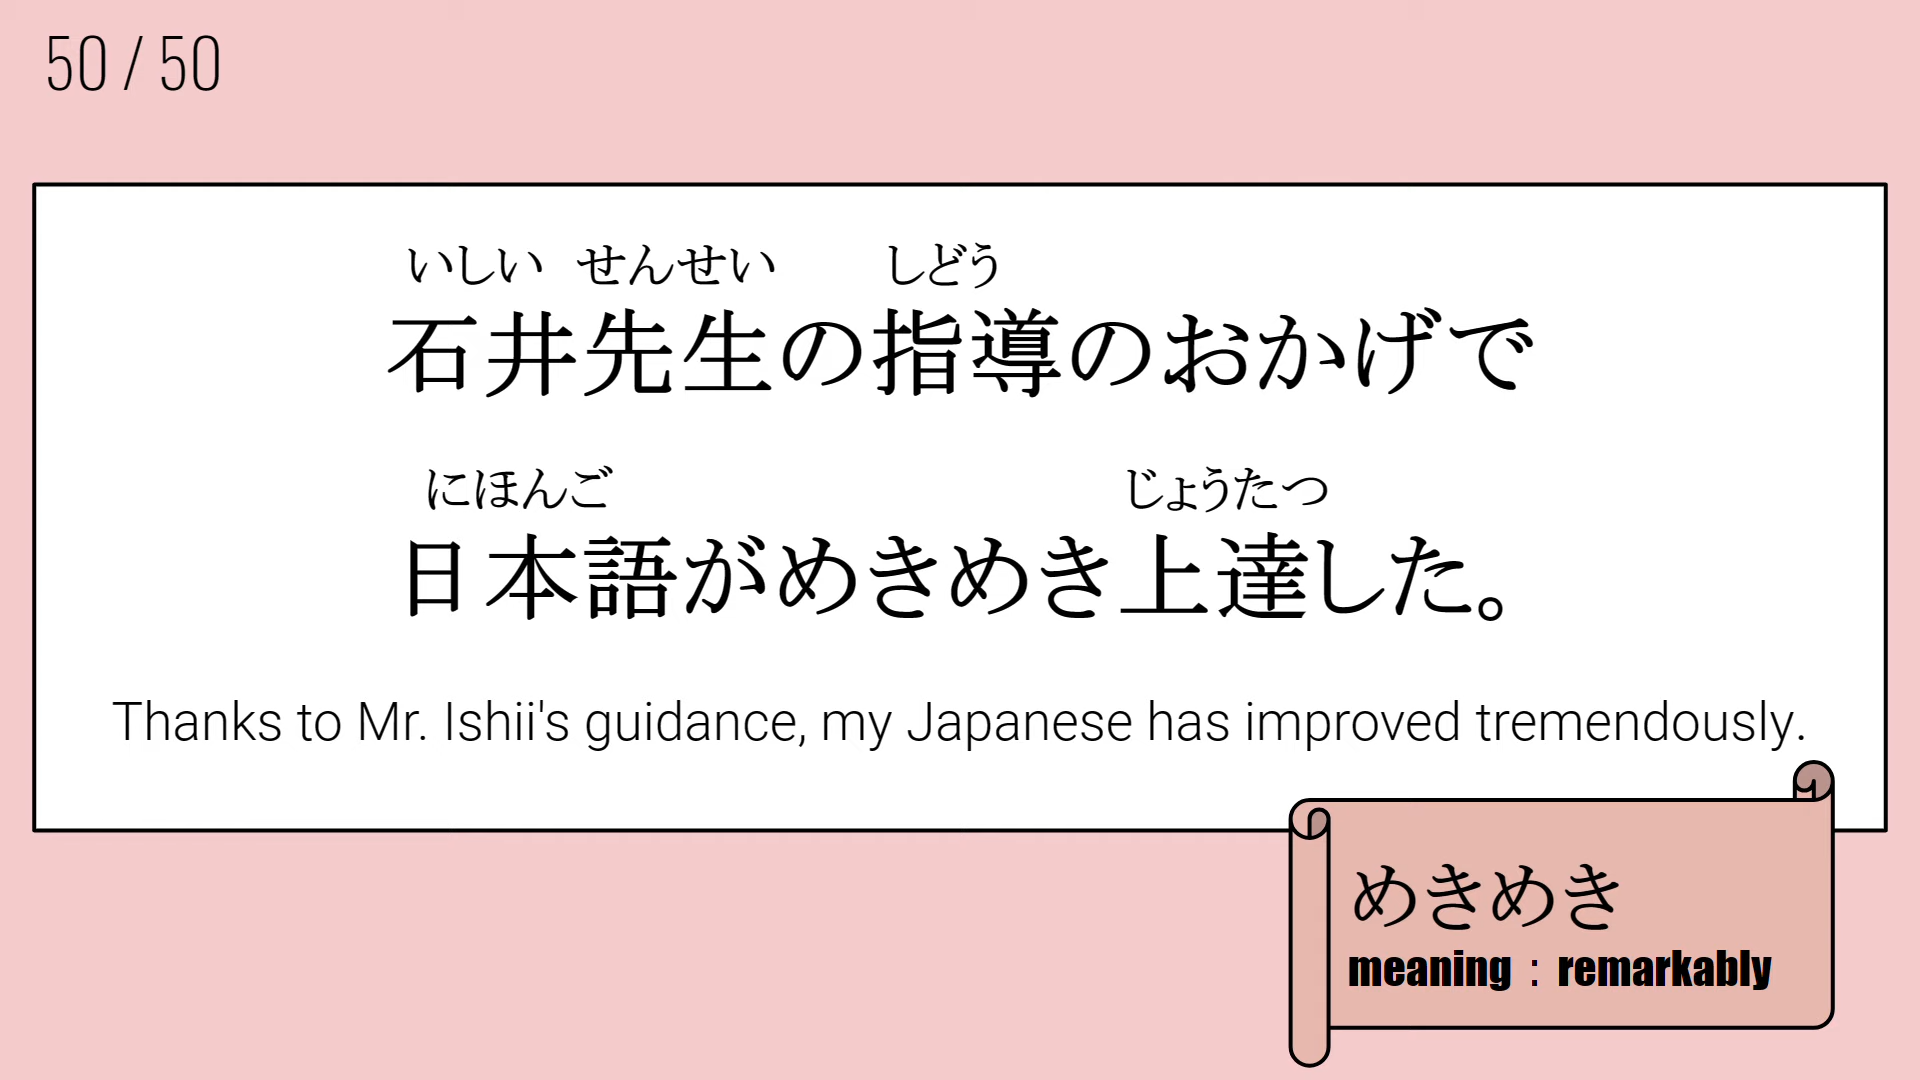 50 / 50
いしい せんせい しどう
石井先生の指導のおかげで
にほんご じょうたつ
日本語がめきめき上達した。
Thanks to Mr. Ishii's guidance, my Japanese has improved tremendously.
めきめき
meaning：remarkably